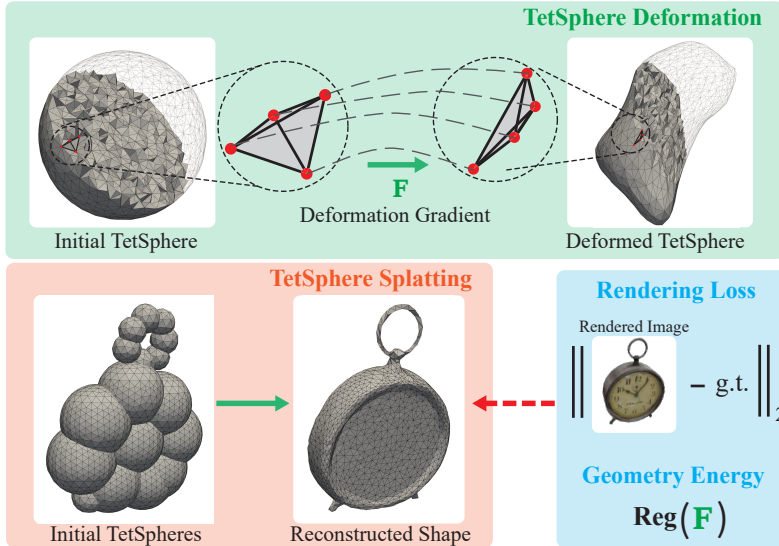 TetSphere Deformation
F
Deformation Gradient
Initial TetSphere
Deformed TetSphere
TetSphere Splatting
Initial TetSpheres
Reconstructed Shape
Rendering Loss
Rendered Image
‖ − g.t. ‖₂
Geometry Energy
Reg(F)